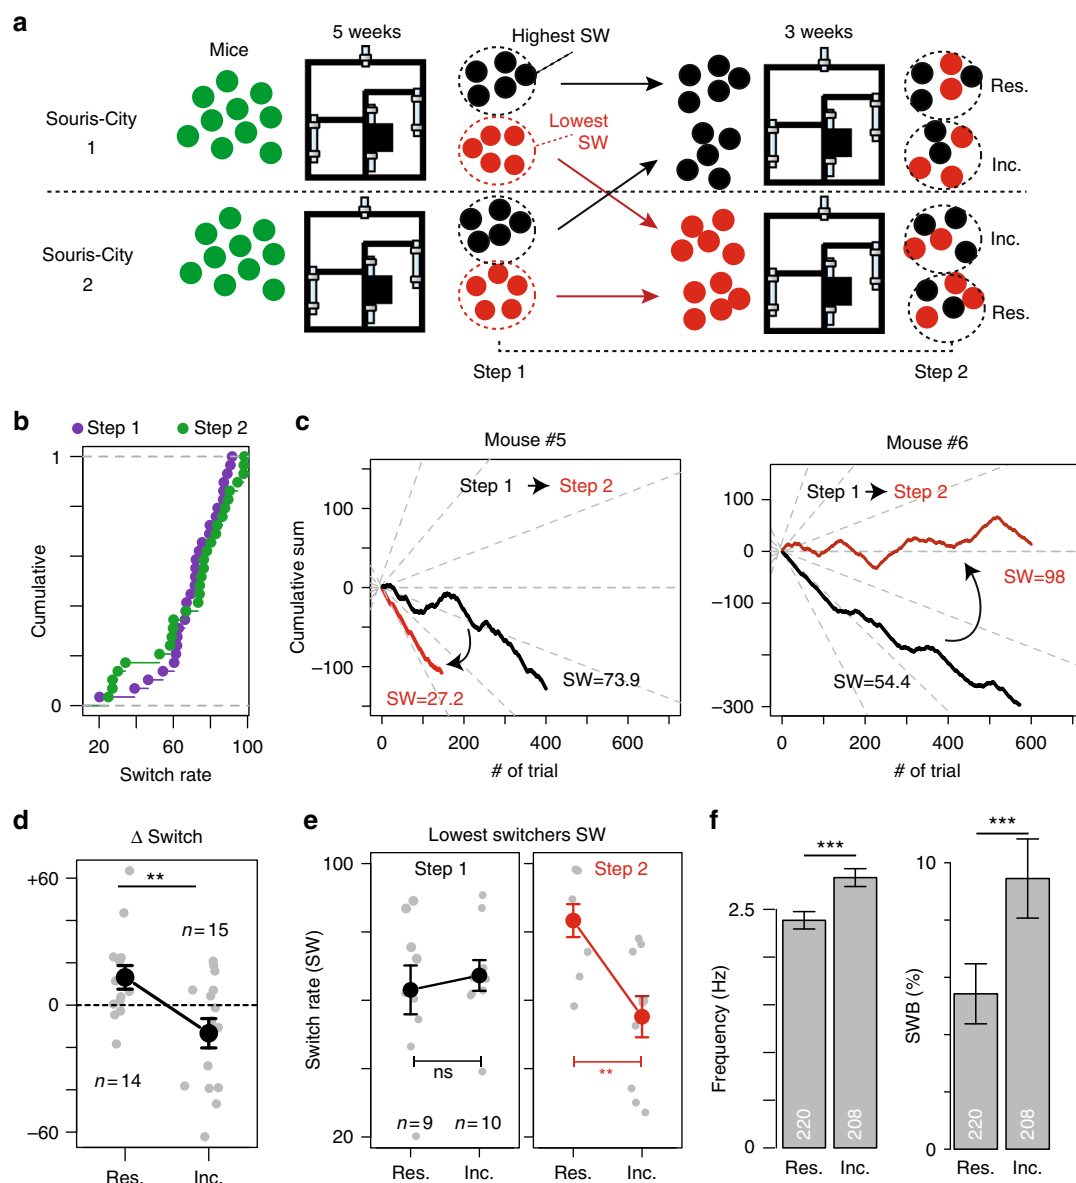 a
Mice
5 weeks
Highest SW
3 weeks
Souris-City
1
Lowest
SW
Res.
Inc.
Souris-City
2
Inc.
Res.
Step 1
Step 2
b
Step 1
Step 2
1
Cumulative
0
20
60
100
Switch rate
c
Mouse #5
Step 1
Step 2
100
0
−100
Cumulative sum
SW=27.2
SW=73.9
0
200
400
600
# of trial
Mouse #6
Step 1
Step 2
100
0
-100
−300
SW=98
SW=54.4
0
200
400
600
# of trial
d
Δ Switch
+60
0
−60
**
n=15
n=14
Res.
Inc.
e
Lowest switchers SW
100
20
Switch rate (SW)
Step 1
ns
n=9
n=10
Res.
Inc.
Step 2
**
Res.
Inc.
f
***
2.5
0
Frequency (Hz)
220
208
Res.
Inc.
***
10
0
SWB (%)
220
208
Res.
Inc.